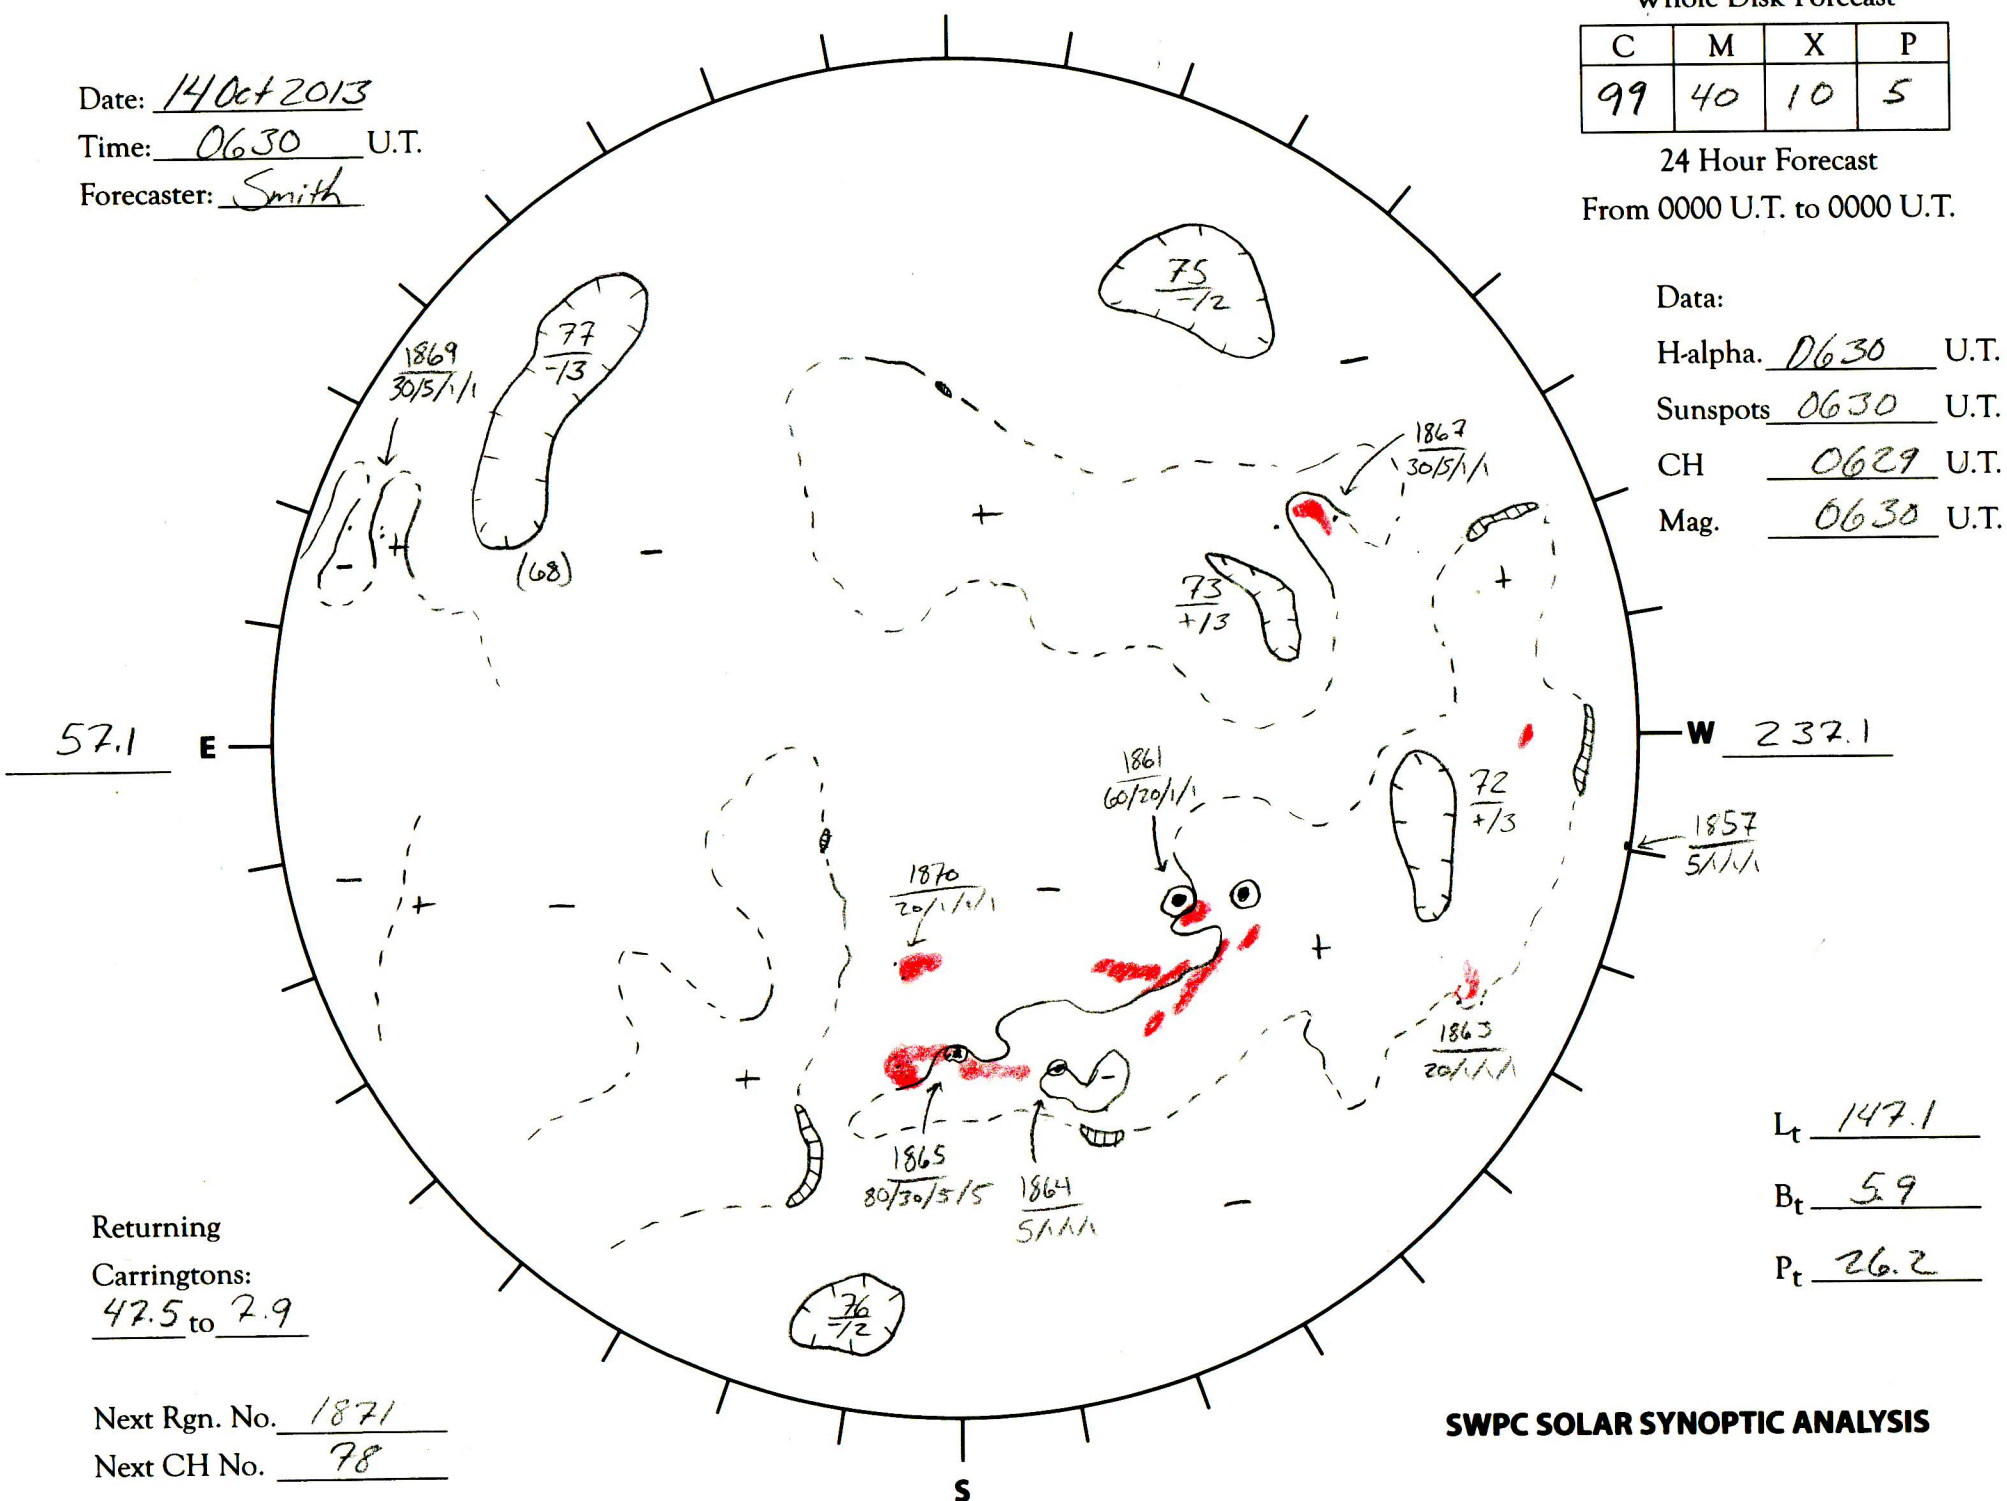 Whole Disk Forecast
C M X P
99 40 10 5
24 Hour Forecast
From 0000 U.T. to 0000 U.T.
Date: 14 Oct 2013
Time: 0630 U.T.
Forecaster: Smith
Data:
H-alpha. 0630 U.T.
Sunspots 0630 U.T.
CH 0629 U.T.
Mag. 0630 U.T.
75
-/2
77
-/3
1869
30/5/1/1
1867
30/5/1/1
+
-
(68)
73
+/3
57.1 E
W 237.1
1861
60/20/1/1
72
+/3
1857
5/1/1/1
1870
20/1/1/1
1863
20/1/1/1
1865
80/30/5/5
1864
5/1/1/1
76
-/2
Lt 147.1
Bt 5.9
Pt 26.2
Returning
Carringtons:
47.5 to 7.9
Next Rgn. No. 1871
Next CH No. 78
SWPC SOLAR SYNOPTIC ANALYSIS
S